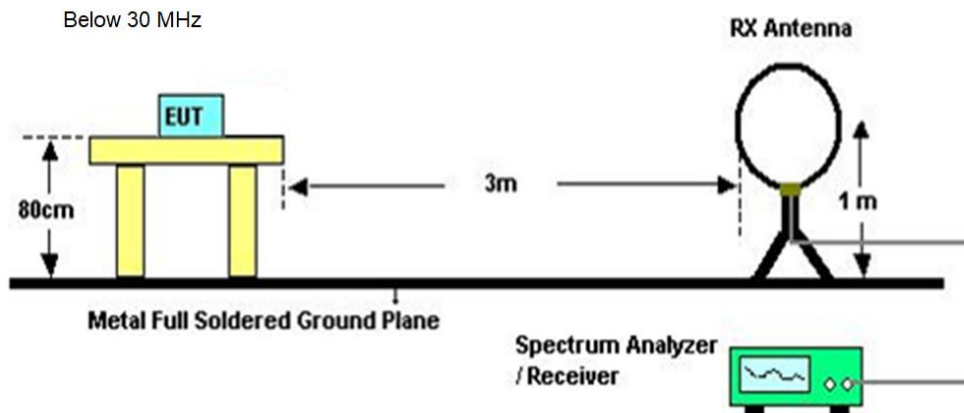 Below 30 MHz
RX Antenna
EUT
80cm
3m
1 m
Metal Full Soldered Ground Plane
Spectrum Analyzer
/ Receiver